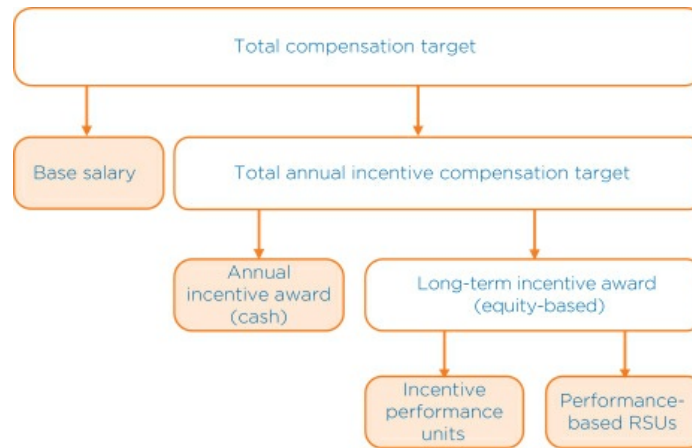 Total compensation target
Base salary
Total annual incentive compensation target
Annual
incentive award
(cash)
Long-term incentive award
(equity-based)
Incentive
performance
units
Performance-
based RSUs